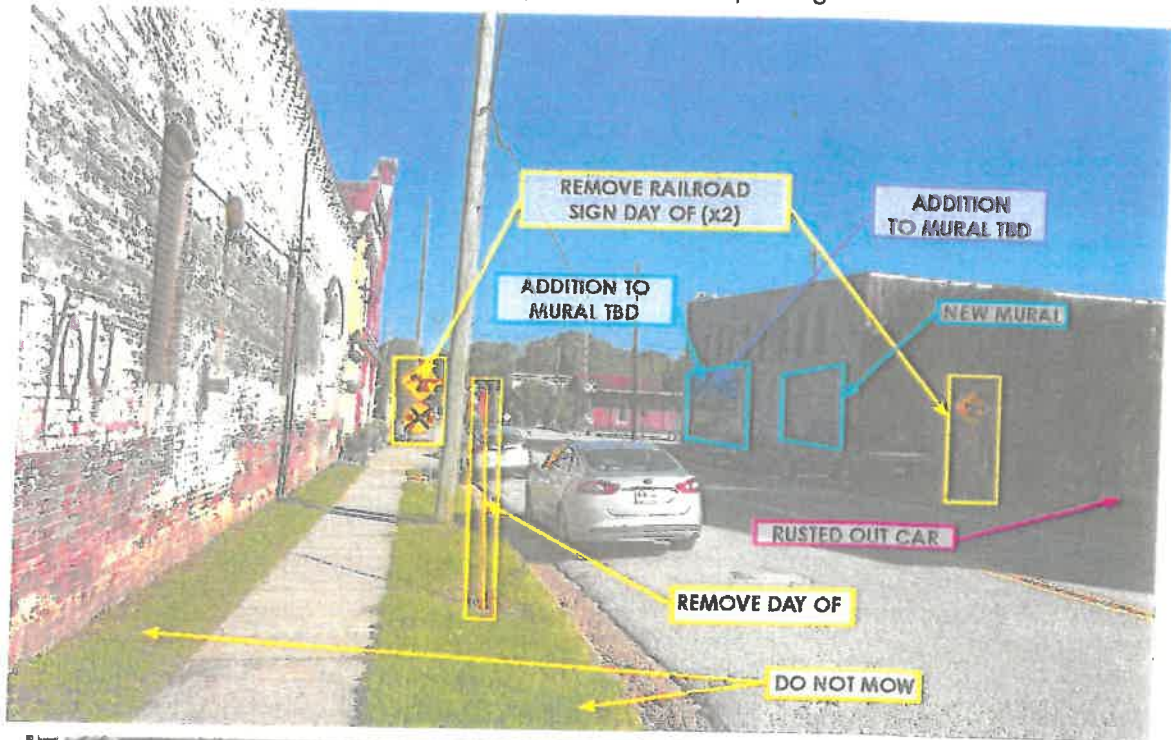 REMOVE RAILROAD
SIGN DAY OF (x2)
ADDITION
TO MURAL TBD
ADDITION TO
MURAL TBD
NEW MURAL
RUSTED OUT CAR
REMOVE DAY OF
DO NOT MOW